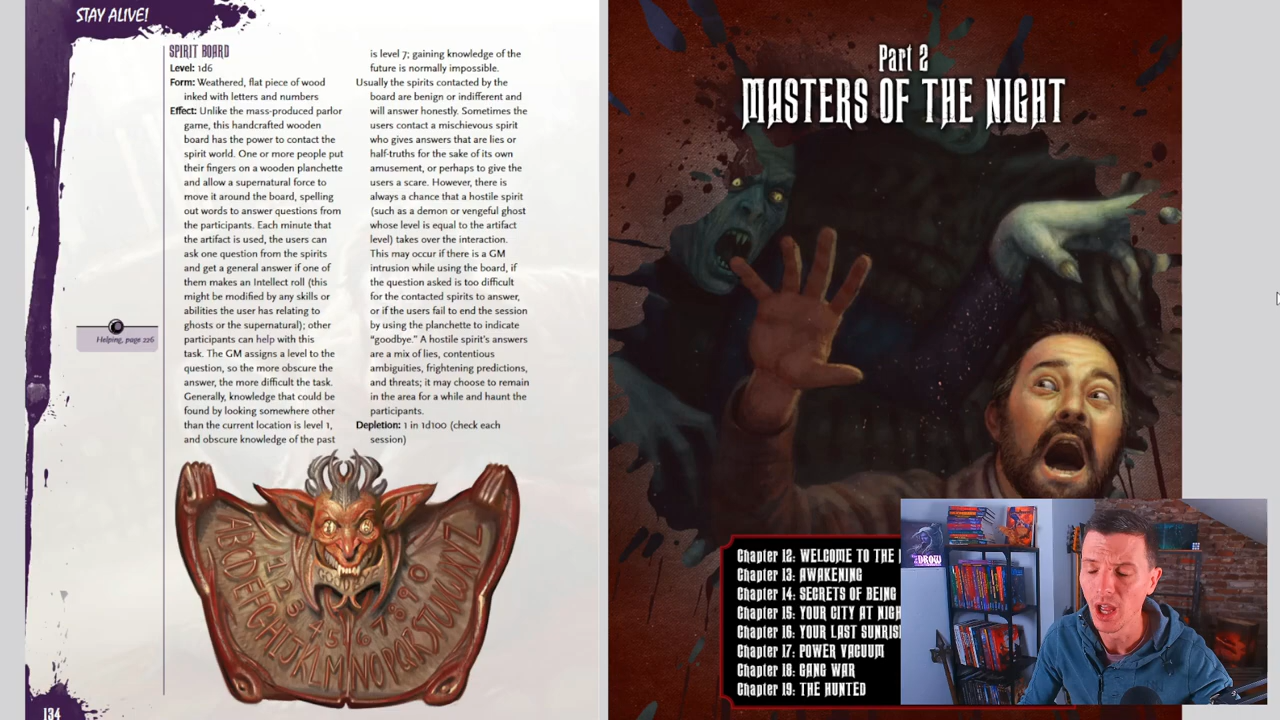 STAY ALIVE!
SPIRIT BOARD
Level: 1d6
Form: Weathered, flat piece of wood
inked with letters and numbers
Effect: Unlike the mass-produced parlor
game, this handcrafted wooden
board has the power to contact the
spirit world. One or more people put
their fingers on a wooden planchette
and allow a supernatural force to
move it around the board, spelling
out words to answer questions from
the participants. Each minute that
the artifact is used, the users can
ask one question from the spirits
and get a general answer if one of
them makes an Intellect roll (this
might be modified by any skills or
abilities the user has relating to
ghosts or the supernatural); other
participants can help with this
task. The GM assigns a level to the
question, so the more obscure the
answer, the more difficult the task.
Generally, knowledge that could be
found by looking somewhere other
than the current location is level 1,
and obscure knowledge of the past
Helping, page 226
134
is level 7; gaining knowledge of the
future is normally impossible.
Usually the spirits contacted by the
board are benign or indifferent and
will answer honestly. Sometimes the
users contact a mischievous spirit
who gives answers that are lies or
half-truths for the sake of its own
amusement, or perhaps to give the
users a scare. However, there is
always a chance that a hostile spirit
(such as a demon or vengeful ghost
whose level is equal to the artifact
level) takes over the interaction.
This may occur if there is a GM
intrusion while using the board, if
the question asked is too difficult
for the contacted spirits to answer,
or if the users fail to end the session
by using the planchette to indicate
“goodbye.” A hostile spirit's answers
are a mix of lies, contentious
ambiguities, frightening predictions,
and threats; it may choose to remain
in the area for a while and haunt the
participants.
Depletion: 1 in 1d100 (check each
session)
Part 2
MASTERS OF THE NIGHT
Chapter 12: WELCOME TO THE
Chapter 13: AWAKENING
Chapter 14: SECRETS OF BEING
Chapter 15: YOUR CITY AT NIGH
Chapter 16: YOUR LAST SUNRIS
Chapter 17: POWER VACUUM
Chapter 18: GANG WAR
Chapter 19: THE HUNTED
DROW